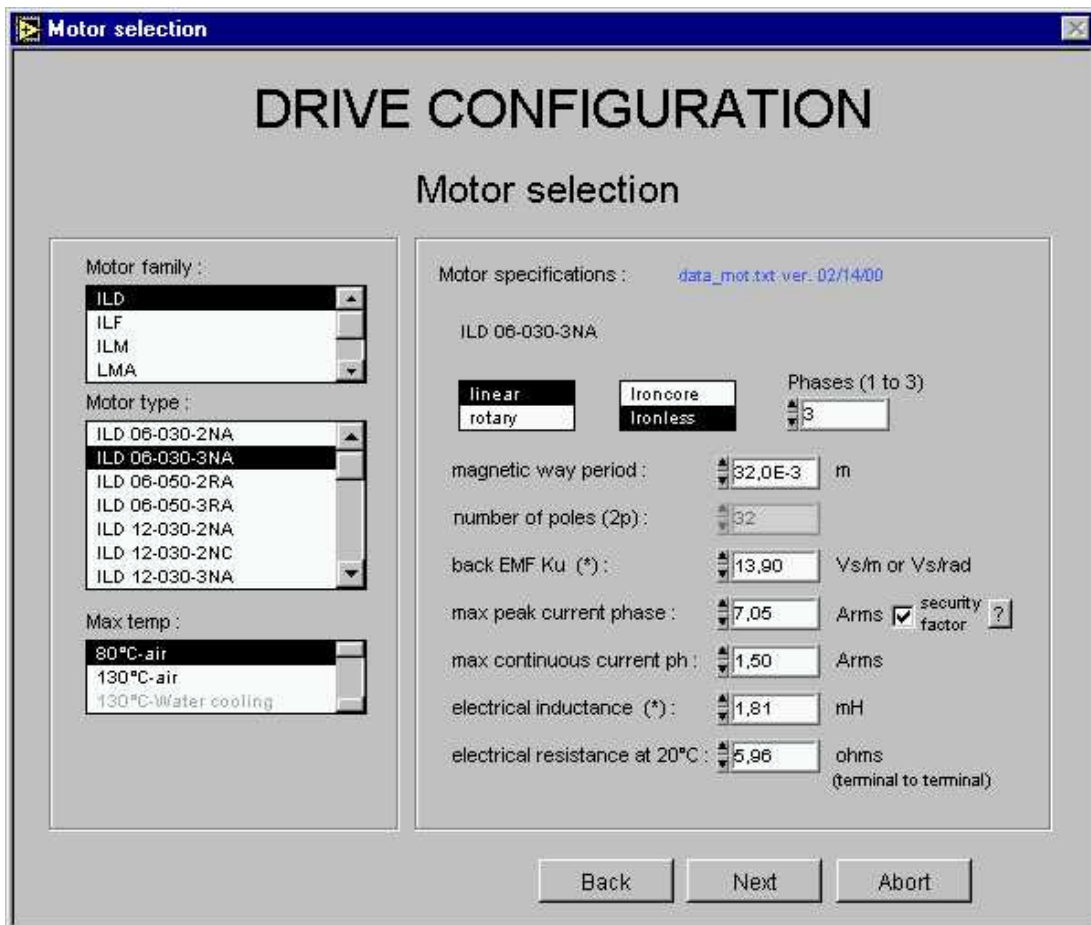 Motor selection
DRIVE CONFIGURATION
Motor selection
Motor family :
ILD
ILF
ILM
LMA
Motor type :
ILD 06-030-2NA
ILD 06-030-3NA
ILD 06-050-2RA
ILD 06-050-3RA
ILD 12-030-2NA
ILD 12-030-2NC
ILD 12-030-3NA
Max temp :
80°C-air
130°C-air
130°C-Water cooling
Motor specifications : data_mot.txt ver. 02/14/00
ILD 06-030-3NA
linear
rotary
Ironcore
Ironless
Phases (1 to 3)
3
magnetic way period : 32,0E-3 m
number of poles (2p) : 32
back EMF Ku (*) : 13,90 Vs/m or Vs/rad
max peak current phase : 7,05 Arms security factor ?
max continuous current ph : 1,50 Arms
electrical inductance (*) : 1,81 mH
electrical resistance at 20°C : 5,96 ohms
(terminal to terminal)
Back Next Abort